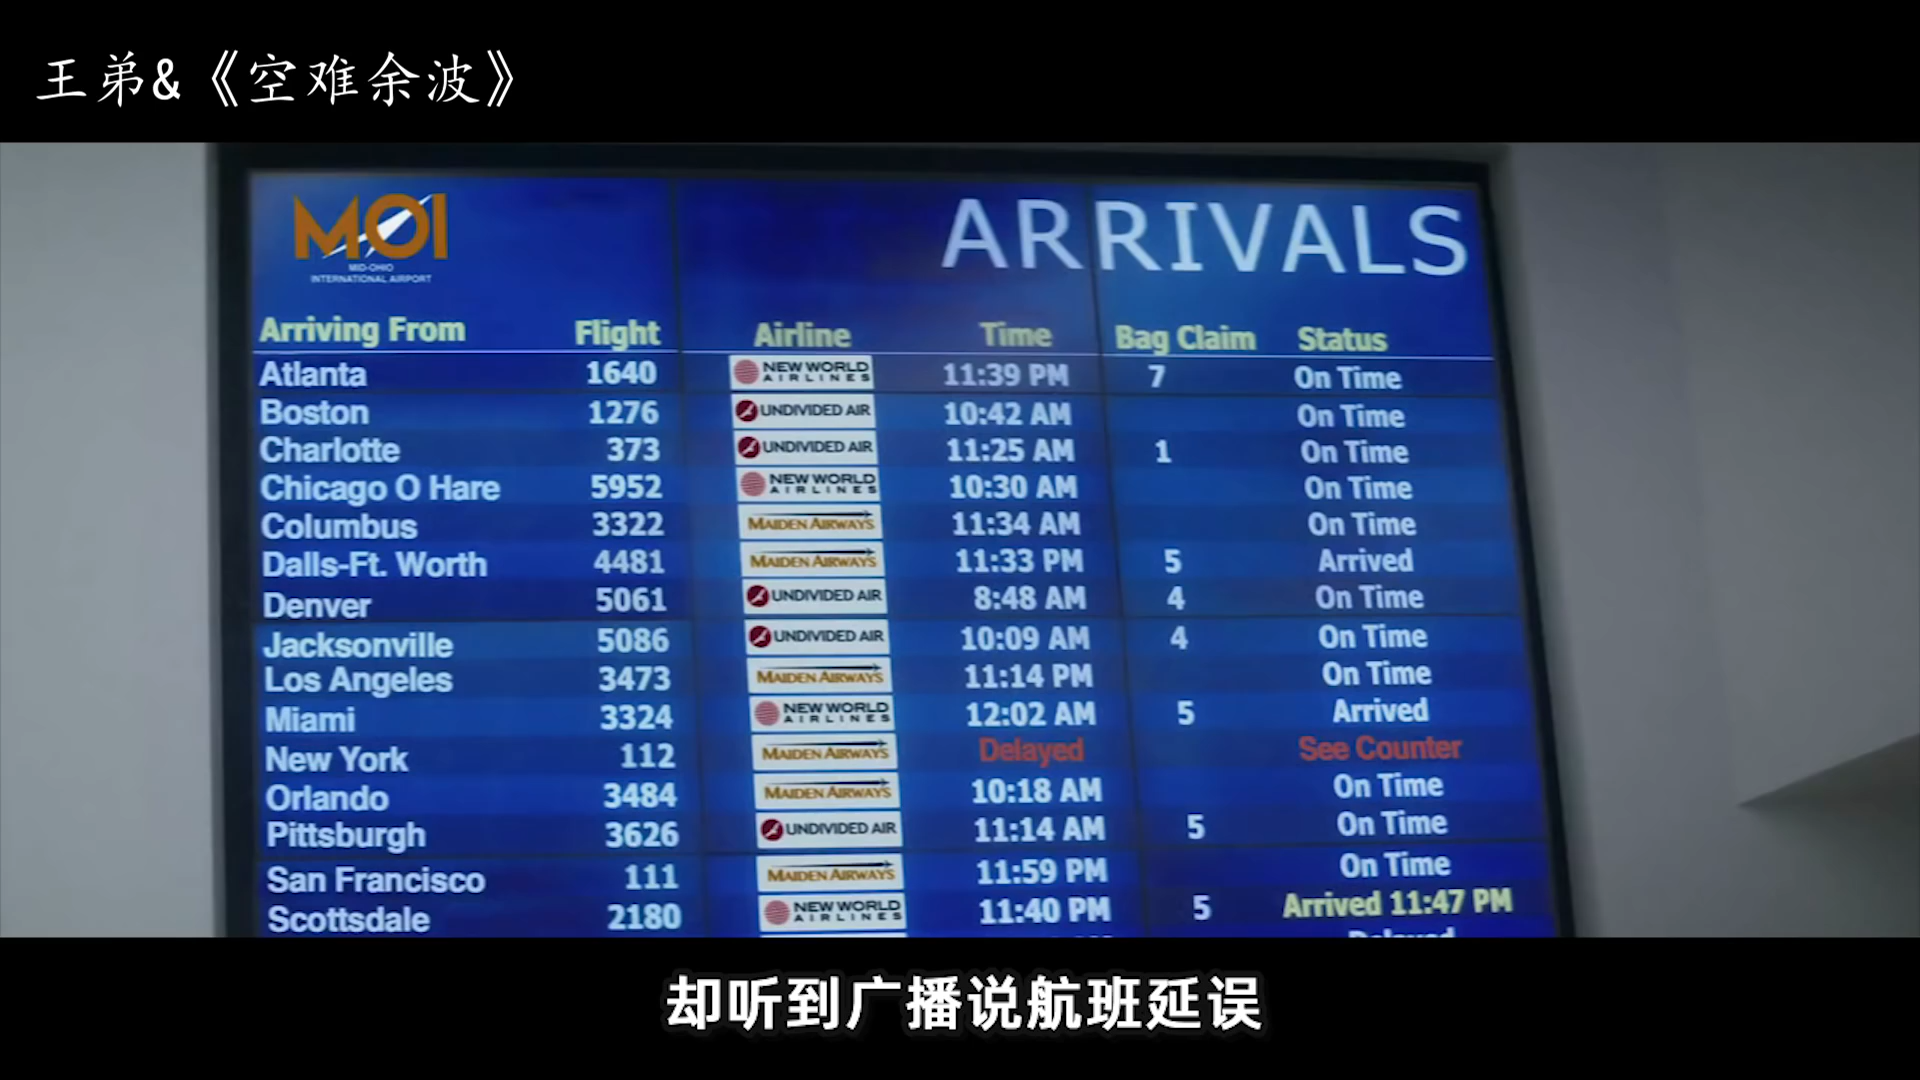 王弟&《空难余波》
MOI
MID-OHIO
INTERNATIONAL AIRPORT
ARRIVALS
Arriving From Flight Airline Time Bag Claim Status
Atlanta 1640 NEW WORLD AIRLINES 11:39 PM 7 On Time
Boston 1276 UNDIVIDED AIR 10:42 AM On Time
Charlotte 373 UNDIVIDED AIR 11:25 AM 1 On Time
Chicago O Hare 5952 NEW WORLD AIRLINES 10:30 AM On Time
Columbus 3322 MAIDEN AIRWAYS 11:34 AM On Time
Dalls-Ft. Worth 4481 MAIDEN AIRWAYS 11:33 PM 5 Arrived
Denver 5061 UNDIVIDED AIR 8:48 AM 4 On Time
Jacksonville 5086 UNDIVIDED AIR 10:09 AM 4 On Time
Los Angeles 3473 MAIDEN AIRWAYS 11:14 PM On Time
Miami 3324 NEW WORLD AIRLINES 12:02 AM 5 Arrived
New York 112 MAIDEN AIRWAYS Delayed See Counter
Orlando 3484 MAIDEN AIRWAYS 10:18 AM On Time
Pittsburgh 3626 UNDIVIDED AIR 11:14 AM 5 On Time
San Francisco 111 MAIDEN AIRWAYS 11:59 PM On Time
Scottsdale 2180 NEW WORLD AIRLINES 11:40 PM 5 Arrived 11:47 PM
却听到广播说航班延误